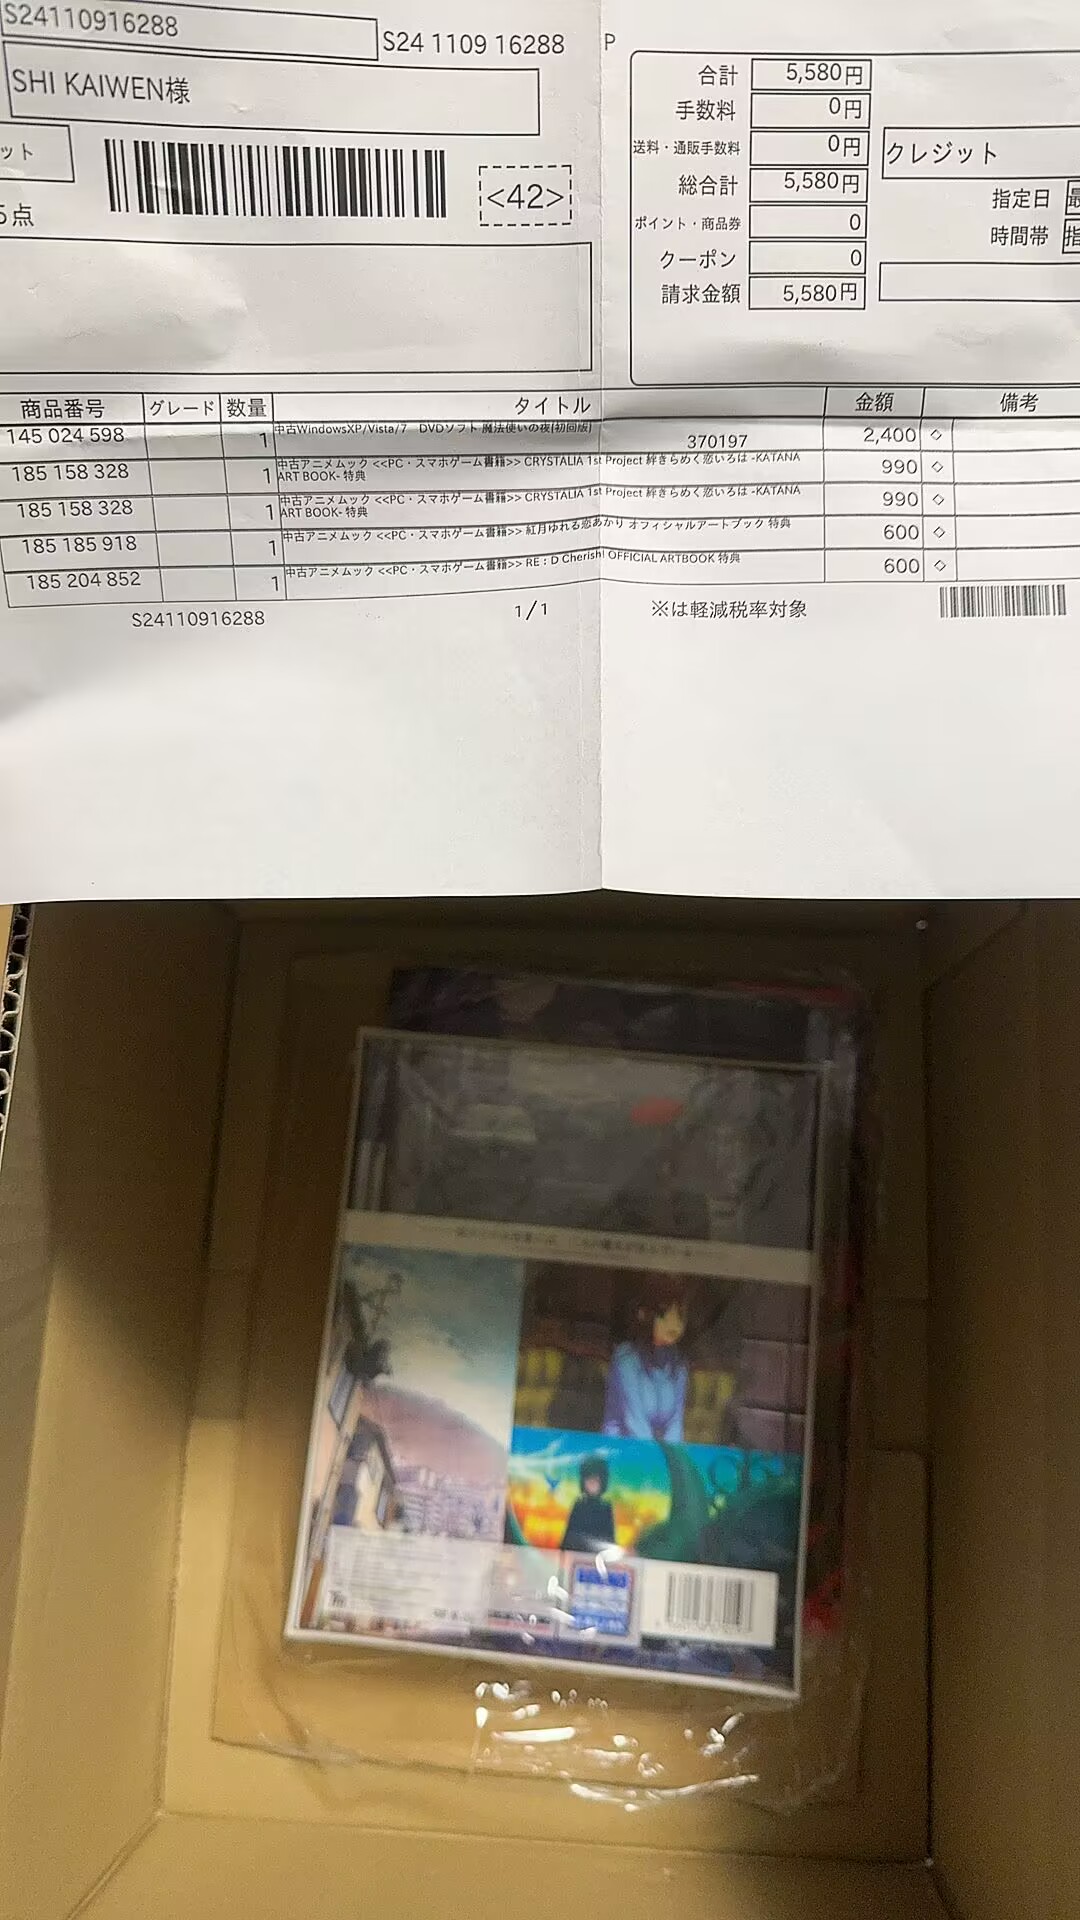 S24110916288
S24 1109 16288 P
SHI KAIWEN様
ット
<42>
5点
合計 5,580円
手数料 0円
送料・通販手数料 0円
総合計 5,580円
ポイント・商品券 0
クーポン 0
請求金額 5,580円
クレジット
指定日 最
時間帯 指
商品番号 グレード 数量 タイトル 金額 備考
145 024 598 1 中古WindowsXP/Vista/7 DVDソフト 魔法使いの夜[初回版] 370197 2,400 ◇
185 158 328 1 中古アニメムック <<PC・スマホゲーム書籍>> CRYSTALIA 1st Project 絆きらめく恋いろは -KATANA
ART BOOK- 特典 990 ◇
185 158 328 1 中古アニメムック <<PC・スマホゲーム書籍>> CRYSTALIA 1st Project 絆きらめく恋いろは -KATANA
ART BOOK- 特典 990 ◇
185 185 918 1 中古アニメムック <<PC・スマホゲーム書籍>> 紅月ゆれる恋あかり オフィシャルアートブック 特典 600 ◇
185 204 852 1 中古アニメムック <<PC・スマホゲーム書籍>> RE：D Cherish! OFFICIAL ARTBOOK 特典 600 ◇
S24110916288 1/1 ※は軽減税率対象